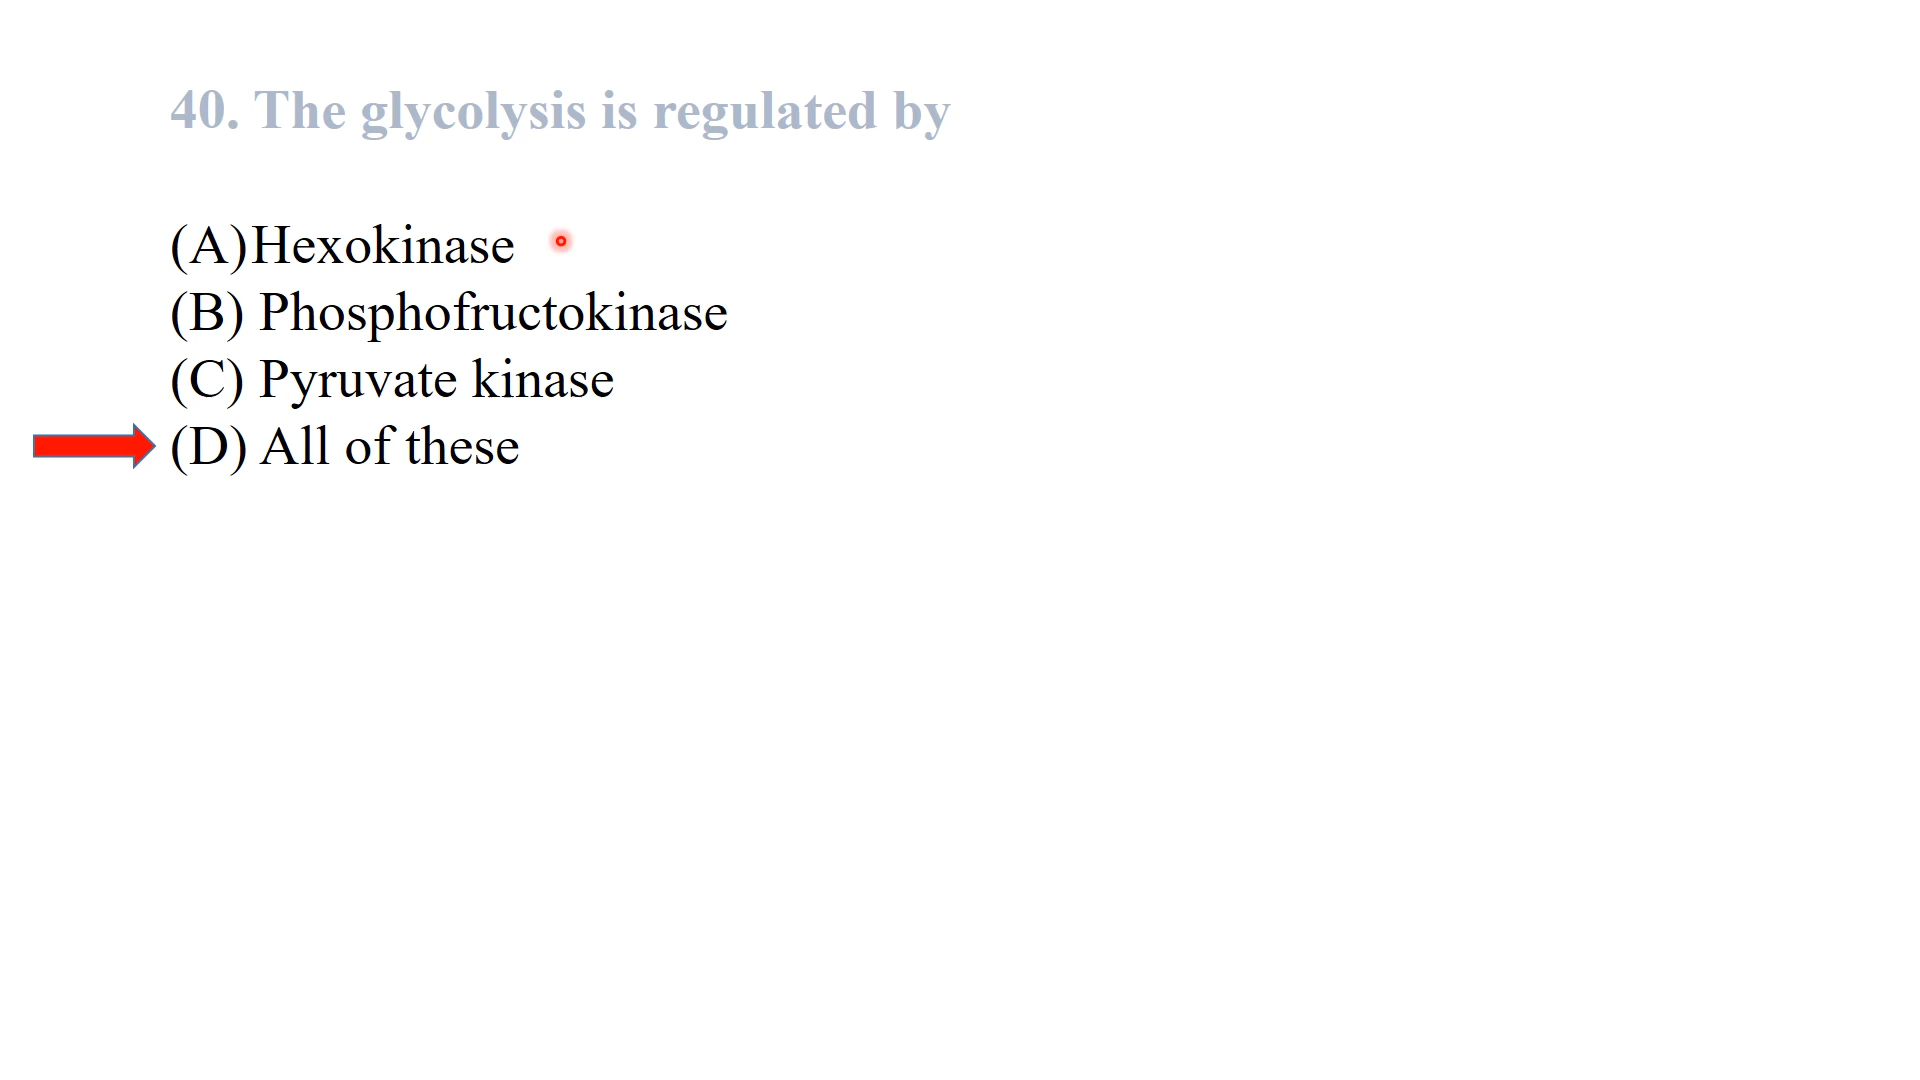 40. The glycolysis is regulated by
(A)Hexokinase
(B) Phosphofructokinase
(C) Pyruvate kinase
(D) All of these